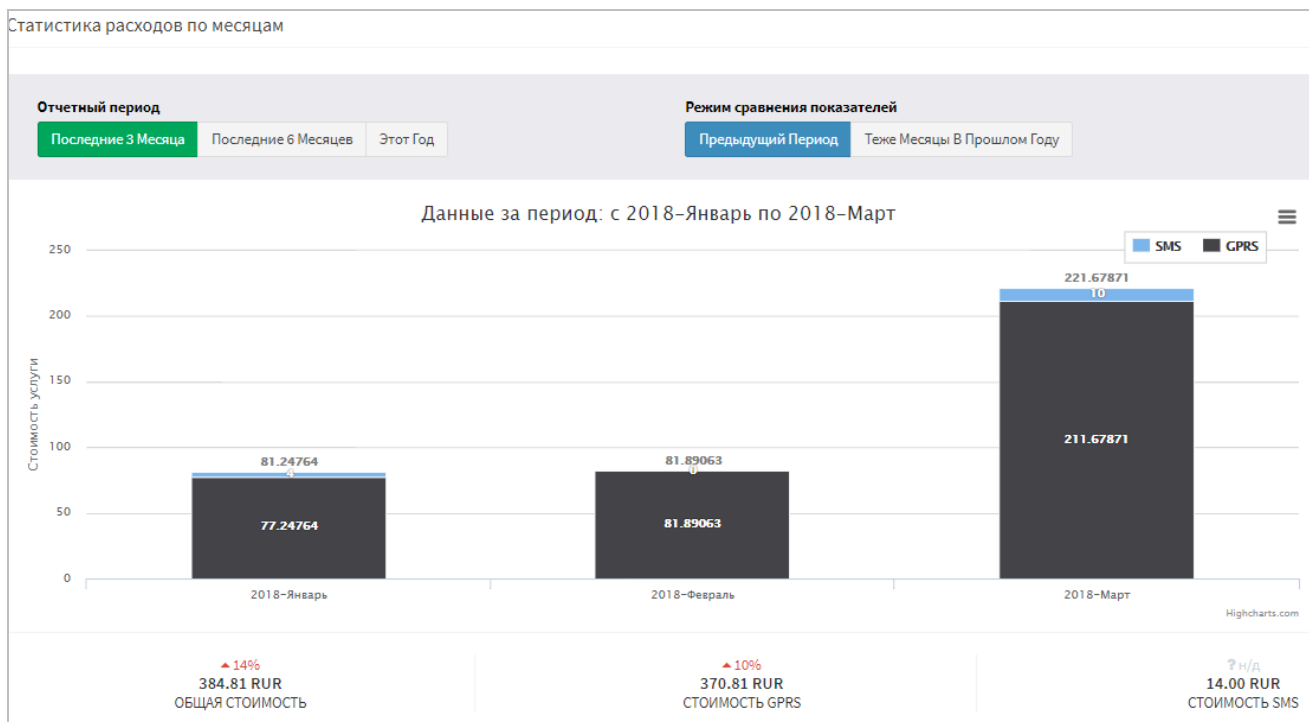 Статистика расходов по месяцам
Отчетный период
Режим сравнения показателей
Последние 3 Месяца Последние 6 Месяцев Этот Год
Предыдущий Период Теже Месяцы В Прошлом Году
Данные за период: с 2018-Январь по 2018-Март
SMS GPRS
250
200
150
100
50
0
Стоимость услуги
81.24764
4
77.24764
81.89063
0
81.89063
221.67871
10
211.67871
2018-Январь
2018-Февраль
2018-Март
Highcharts.com
14%
384.81 RUR
ОБЩАЯ СТОИМОСТЬ
10%
370.81 RUR
СТОИМОСТЬ GPRS
? н/д
14.00 RUR
СТОИМОСТЬ SMS